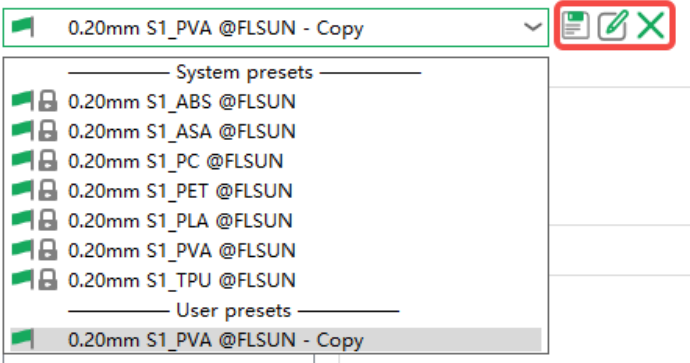 0.20mm S1_PVA @FLSUN - Copy
System presets
0.20mm S1_ABS @FLSUN
0.20mm S1_ASA @FLSUN
0.20mm S1_PC @FLSUN
0.20mm S1_PET @FLSUN
0.20mm S1_PLA @FLSUN
0.20mm S1_PVA @FLSUN
0.20mm S1_TPU @FLSUN
User presets
0.20mm S1_PVA @FLSUN - Copy